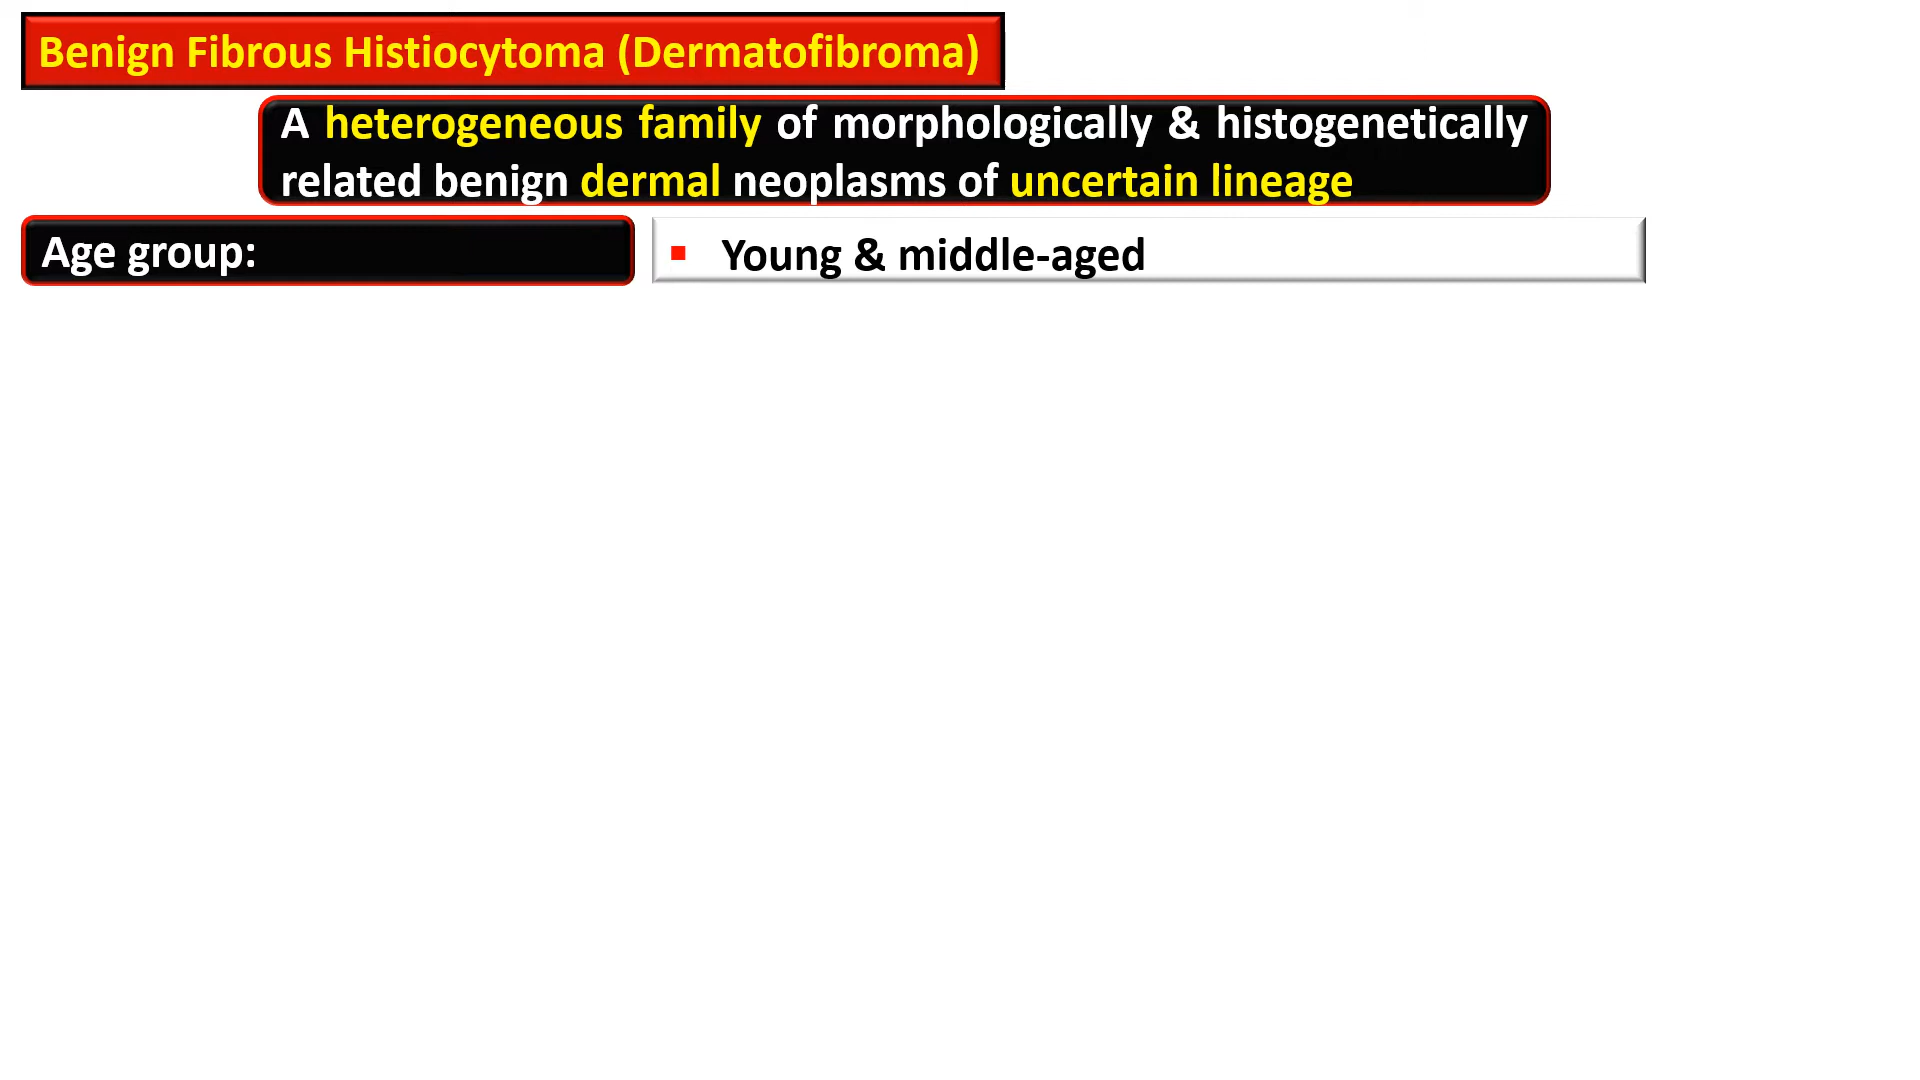 Benign Fibrous Histiocytoma (Dermatofibroma)
A heterogeneous family of morphologically & histogenetically
related benign dermal neoplasms of uncertain lineage
Age group:
▪ Young & middle-aged